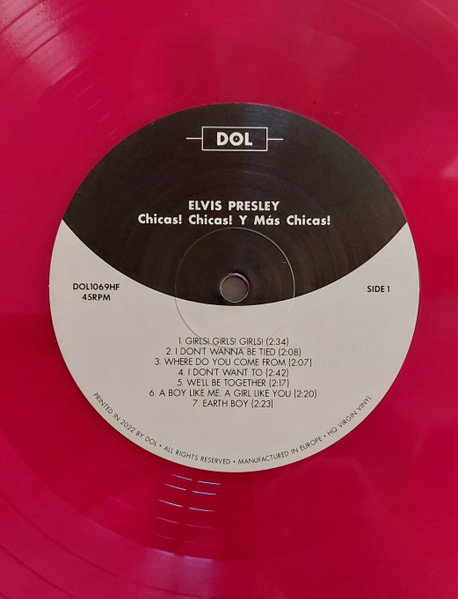 DOL
ELVIS PRESLEY
Chicas! Chicas! Y Más Chicas!
DOL1069HF
45RPM
SIDE 1
1. GIRLS! GIRLS! GIRLS! (2:34)
2. I DON'T WANNA BE TIED (2:08)
3. WHERE DO YOU COME FROM (2:07)
4. I DON'T WANT TO (2:42)
5. WE'LL BE TOGETHER (2:17)
6. A BOY LIKE ME, A GIRL LIKE YOU (2:20)
7. EARTH BOY (2:23)
PRINTED IN 2022 BY DOL • ALL RIGHTS RESERVED • MANUFACTURED IN EUROPE • HQ VIRGIN VINYL